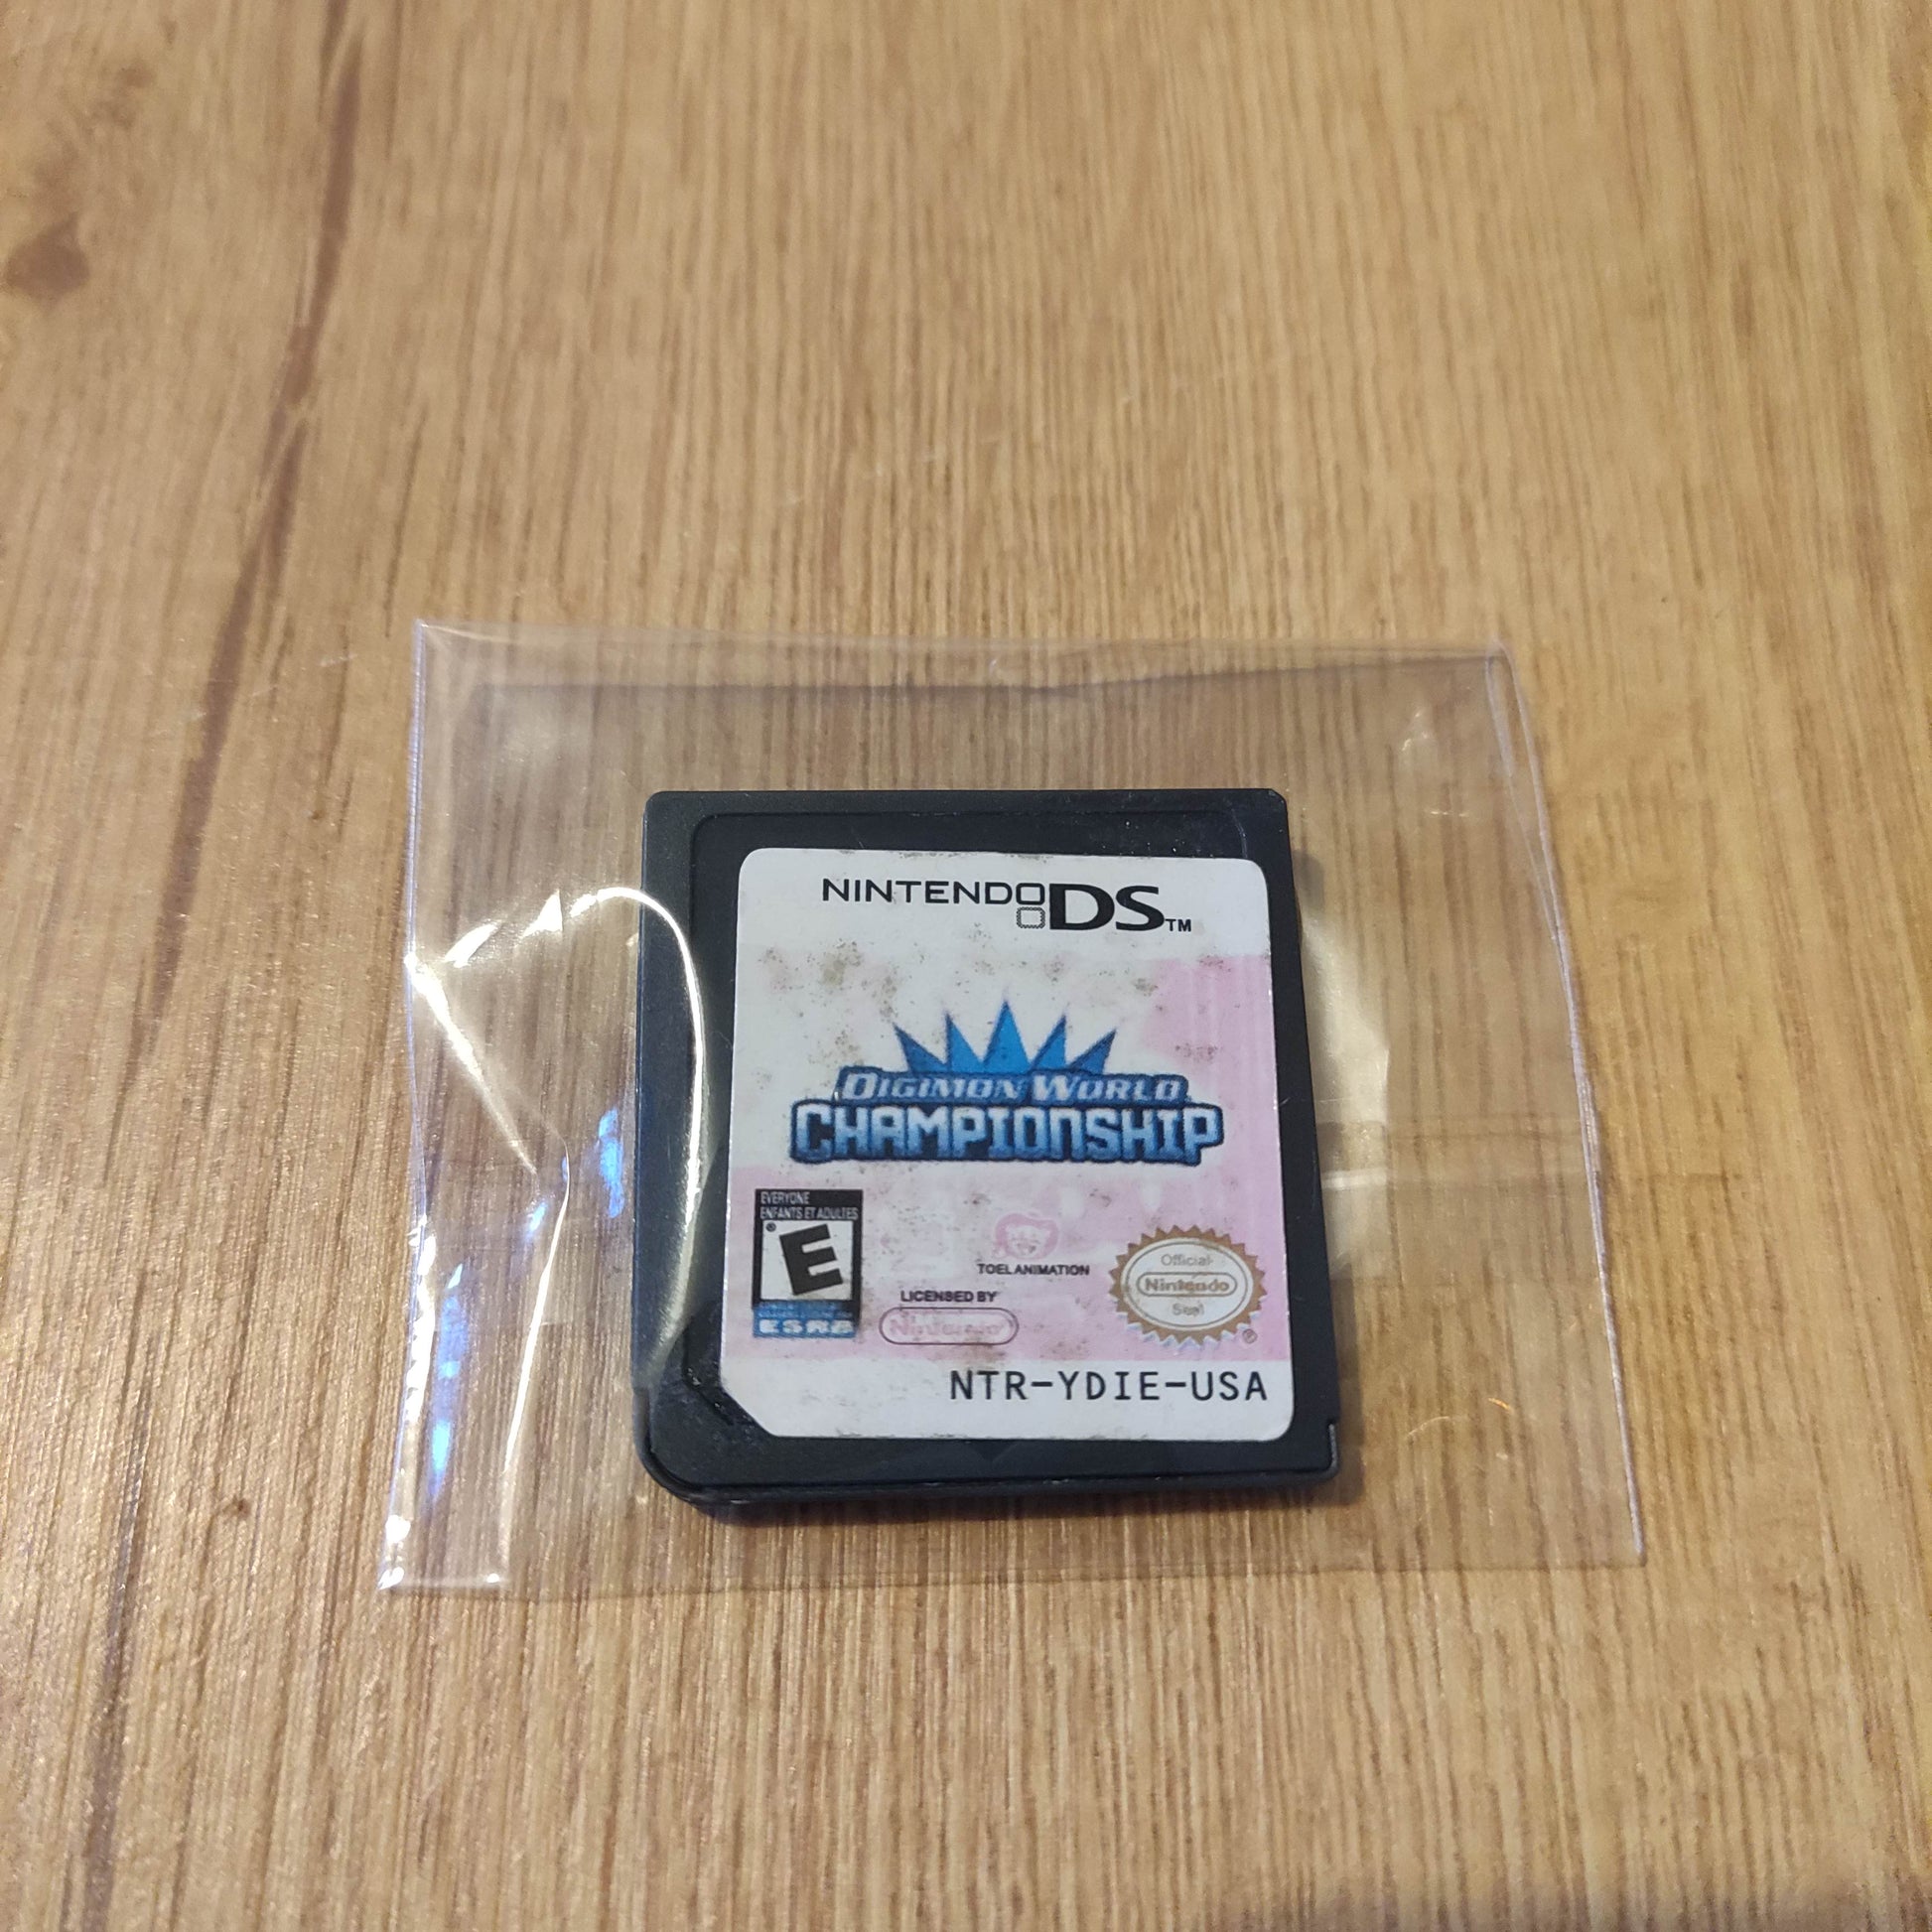 NINTENDO DS™
DIGIMON WORLD
CHAMPIONSHIP
EVERYONE
ENFANTS ET ADULTES
®
E
ESRB
TOEI ANIMATION
LICENSED BY
Nintendo
Official
Nintendo
Seal
®
NTR-YDIE-USA